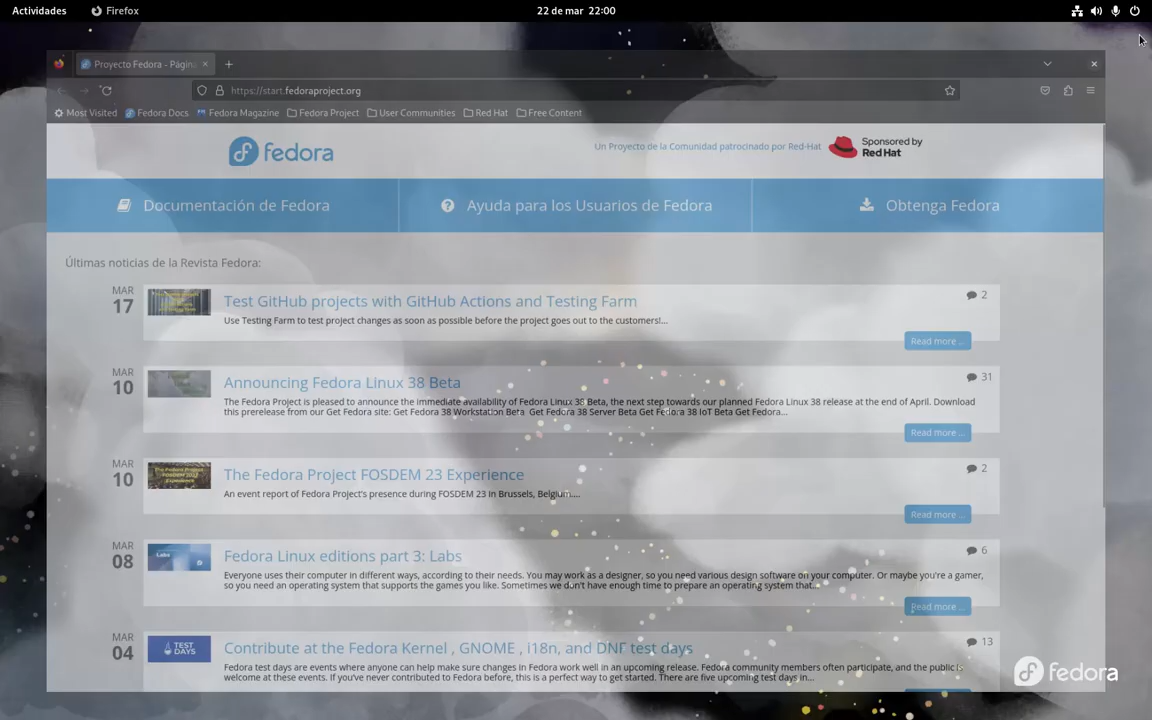 Actividades Firefox 22 de mar 22:00
Proyecto Fedora - Págin
https://start.fedoraproject.org
Most Visited Fedora Docs Fedora Magazine Fedora Project User Communities Red Hat Free Content
fedora Un Proyecto de la Comunidad patrocinado por Red-Hat Sponsored by
Red Hat
Documentación de Fedora Ayuda para los Usuarios de Fedora Obtenga Fedora
Últimas noticias de la Revista Fedora:
MAR
17
Test GitHub projects with GitHub Actions and Testing Farm 2
Use Testing Farm to test project changes as soon as possible before the project goes out to the customers!...
Read more ...
MAR
10
Announcing Fedora Linux 38 Beta 31
The Fedora Project is pleased to announce the immediate availability of Fedora Linux 38 Beta, the next step towards our planned Fedora Linux 38 release at the end of April. Download
this prerelease from our Get Fedora site: Get Fedora 38 Workstation Beta Get Fedora 38 Server Beta Get Fedora 38 IoT Beta Get Fedora...
Read more ...
MAR
10
The Fedora Project FOSDEM 23 Experience 2
An event report of Fedora Project's presence during FOSDEM 23 in Brussels, Belgium....
Read more ...
MAR
08
Labs
Fedora Linux editions part 3: Labs 6
Everyone uses their computer in different ways, according to their needs. You may work as a designer, so you need various design software on your computer. Or maybe you're a gamer,
so you need an operating system that supports the games you like. Sometimes we don't have enough time to prepare an operating system that...
Read more ...
MAR
04
TEST
DAYS
Contribute at the Fedora Kernel , GNOME , i18n, and DNF test days 13
Fedora test days are events where anyone can help make sure changes in Fedora work well in an upcoming release. Fedora community members often participate, and the public is
welcome at these events. If you've never contributed to Fedora before, this is a perfect way to get started. There are five upcoming test days in...
fedora